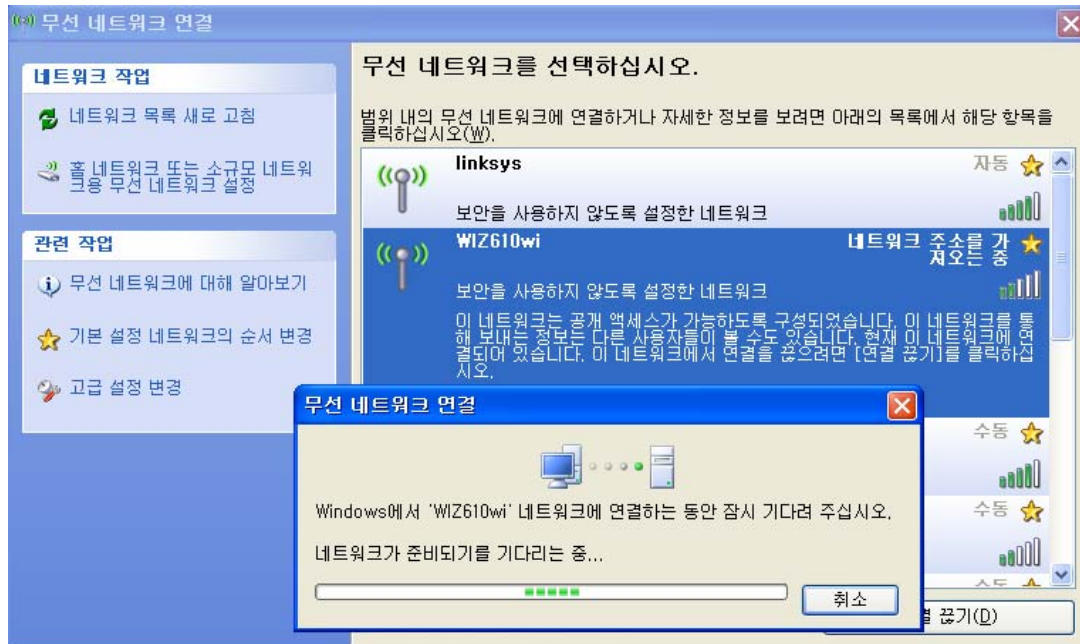 무선 네트워크 연결
네트워크 작업
네트워크 목록 새로 고침
홈 네트워크 또는 소규모 네트워
크용 무선 네트워크 설정
관련 작업
무선 네트워크에 대해 알아보기
기본 설정 네트워크의 순서 변경
고급 설정 변경
무선 네트워크를 선택하십시오.
범위 내의 무선 네트워크에 연결하거나 자세한 정보를 보려면 아래의 목록에서 해당 항목을
클릭하십시오(W).
linksys
자동
보안을 사용하지 않도록 설정한 네트워크
WIZ610wi
네트워크 주소를 가
져오는 중
보안을 사용하지 않도록 설정한 네트워크
이 네트워크는 공개 액세스가 가능하도록 구성되었습니다. 이 네트워크를 통
해 보내는 정보는 다른 사용자들이 볼 수도 있습니다. 현재 이 네트워크에 연
결되어 있습니다. 이 네트워크에서 연결을 끊으려면 [연결 끊기]를 클릭하십
시오.
수동
수동
무선 네트워크 연결
Windows에서 'WIZ610wi' 네트워크에 연결하는 동안 잠시 기다려 주십시오.
네트워크가 준비되기를 기다리는 중...
취소
끊기(D)